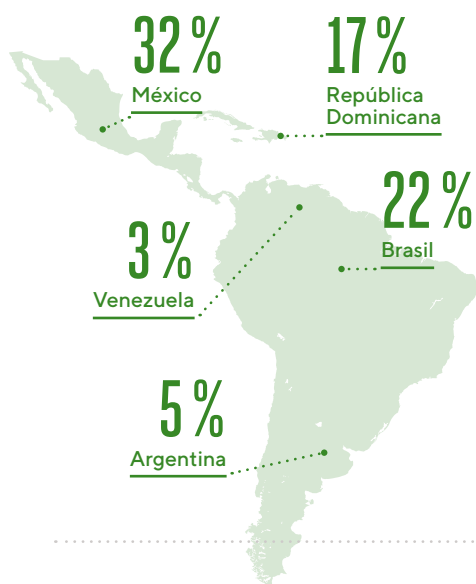 32 %
México
17 %
República
Dominicana
22 %
Brasil
3 %
Venezuela
5 %
Argentina